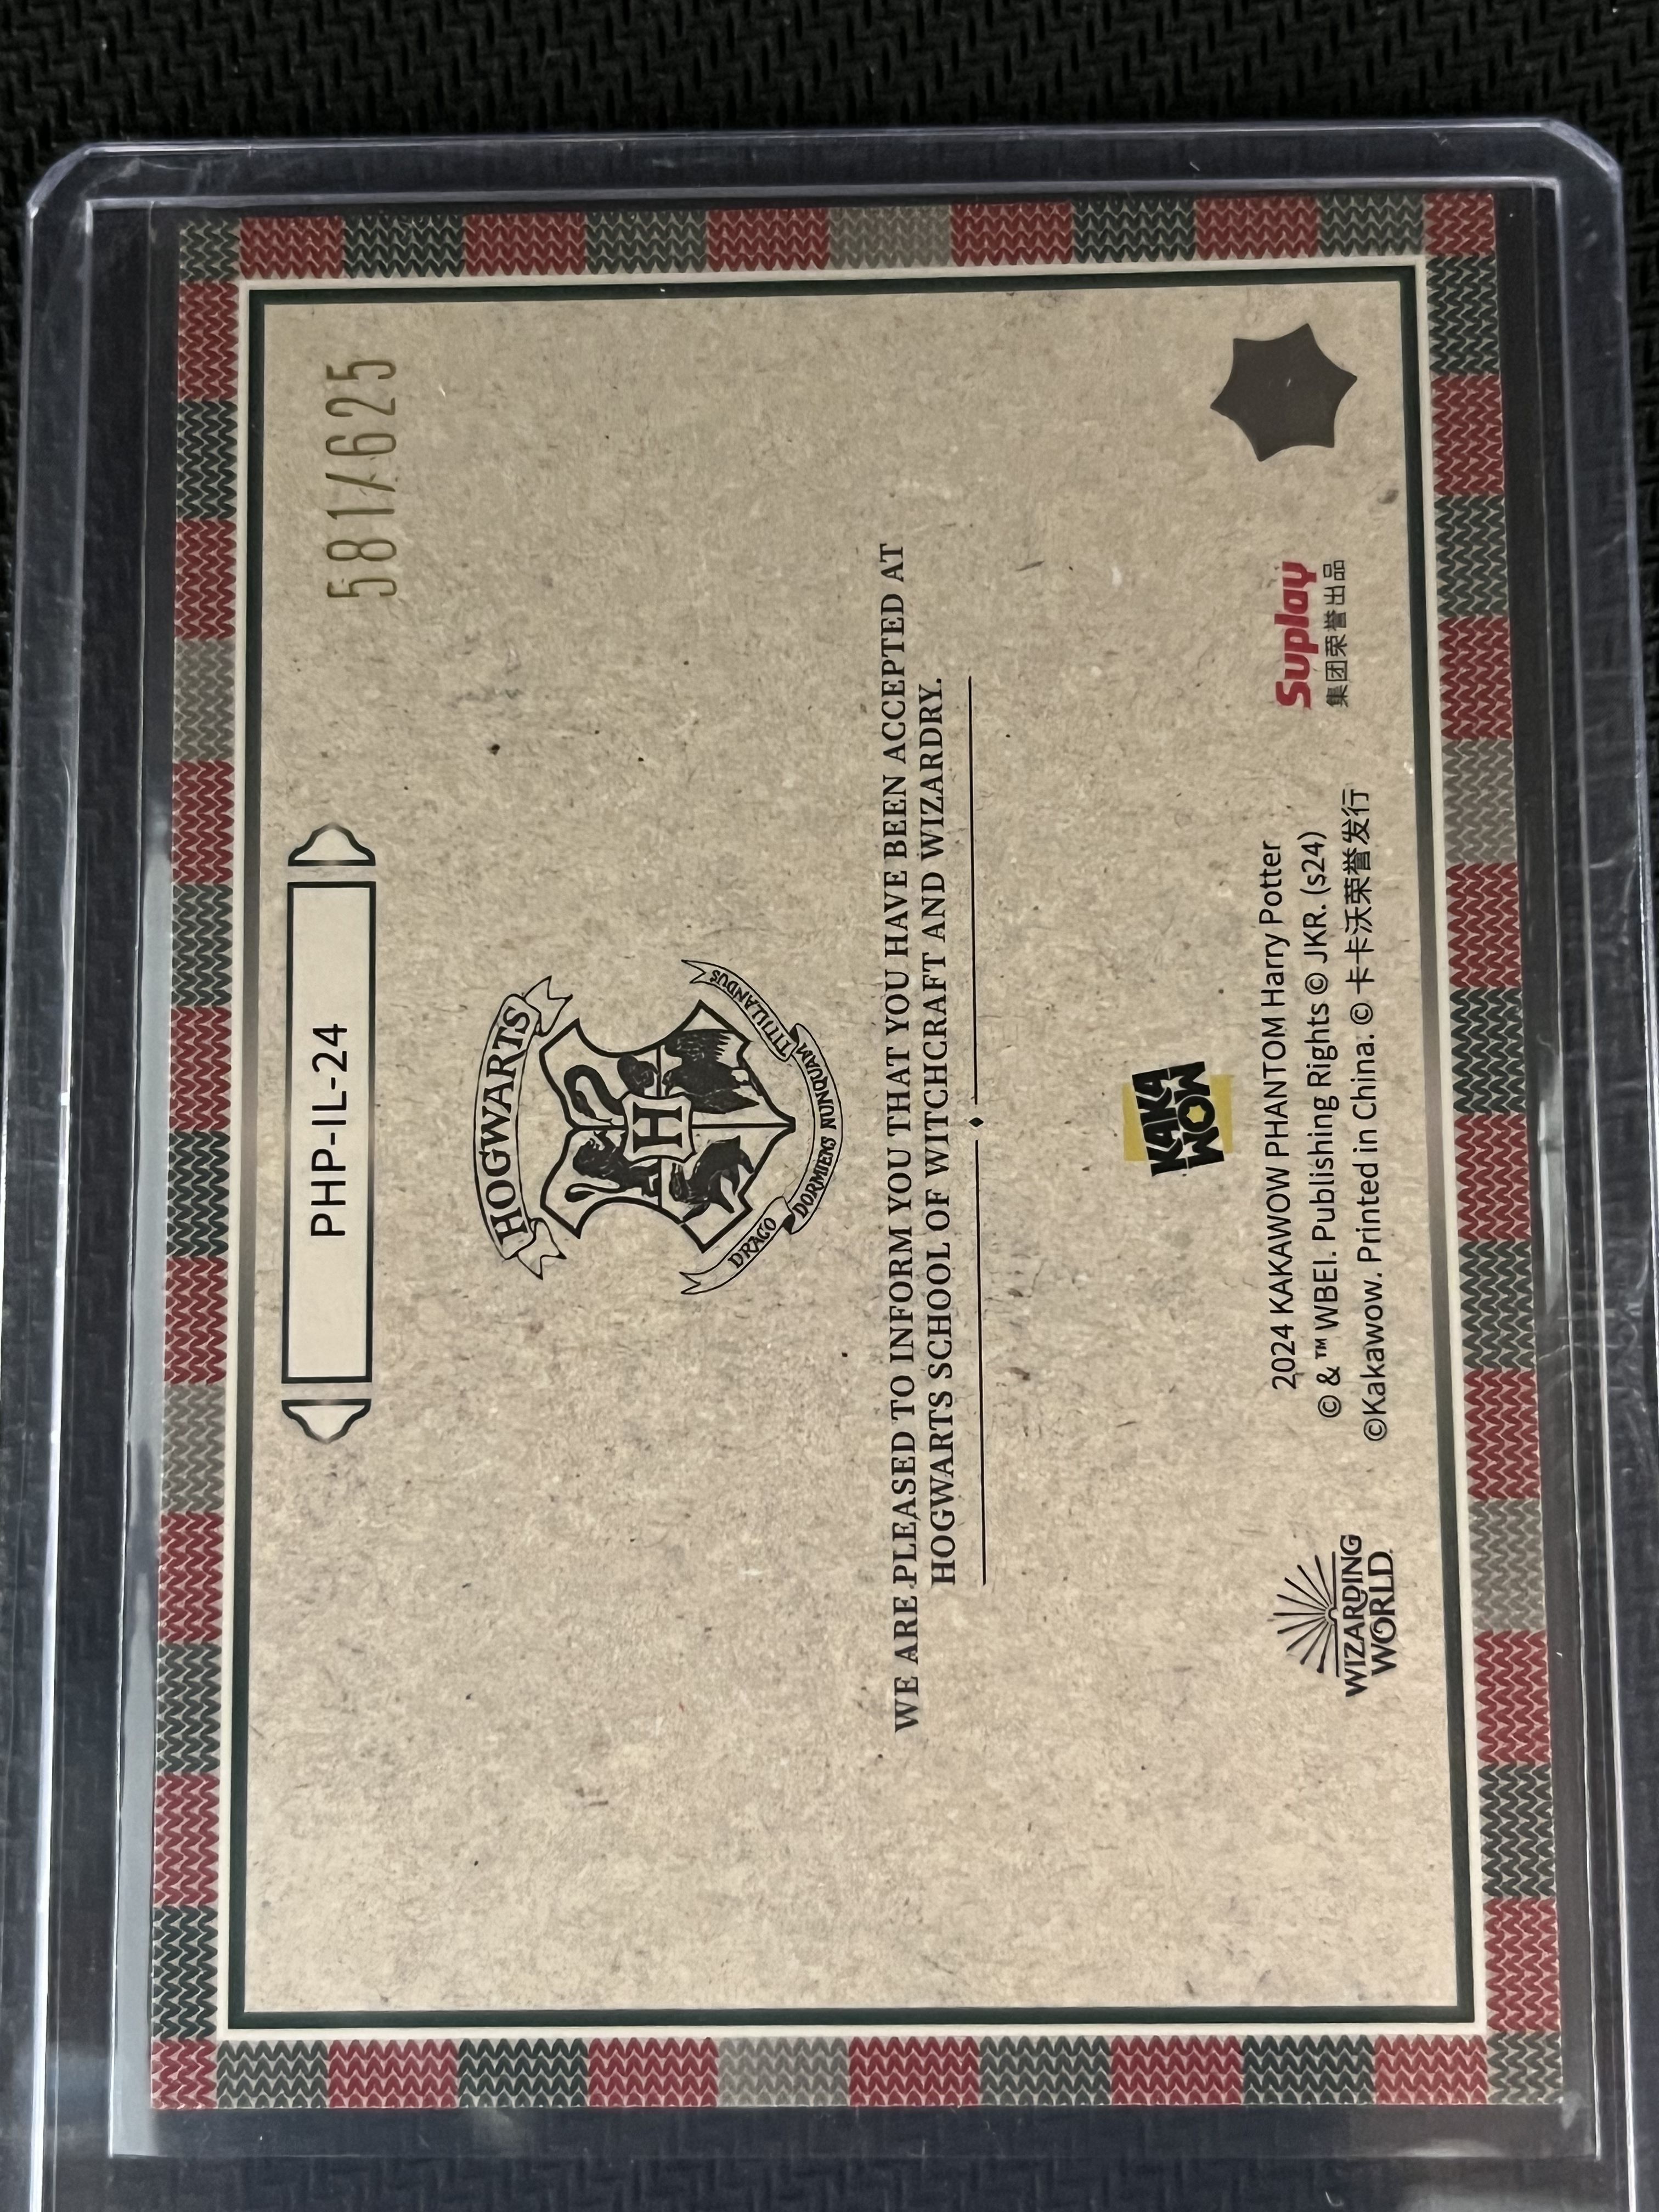 581/625
PHP-IL-24
HOGWARTS
H
DRACO DORMIENS NUNQUAM TITILLANDUS
WE ARE PLEASED TO INFORM YOU THAT YOU HAVE BEEN ACCEPTED AT
HOGWARTS SCHOOL OF WITCHCRAFT AND WIZARDRY.
KAKA
WOW
WIZARDING
WORLD
2024 KAKAWOW PHANTOM Harry Potter
© & ™ WBEI. Publishing Rights © JKR. (s24)
©Kakawow. Printed in China. © 卡卡沃荣誉发行
Suplay
集团荣誉出品